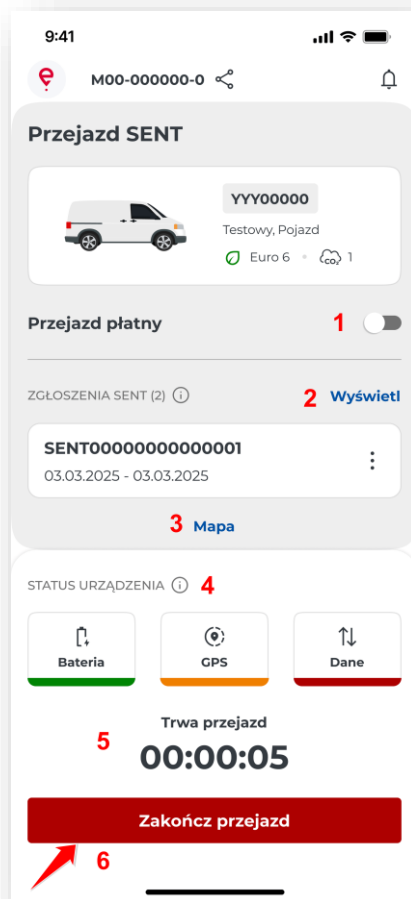 9:41
M00-000000-0
Przejazd SENT
YYY00000
Testowy, Pojazd
Euro 6 CO₂ 1
Przejazd płatny 1
ZGŁOSZENIA SENT (2) 2 Wyświetl
SENT00000000000001
03.03.2025 - 03.03.2025
3 Mapa
STATUS URZĄDZENIA 4
Bateria GPS Dane
Trwa przejazd
5 00:00:05
Zakończ przejazd
6